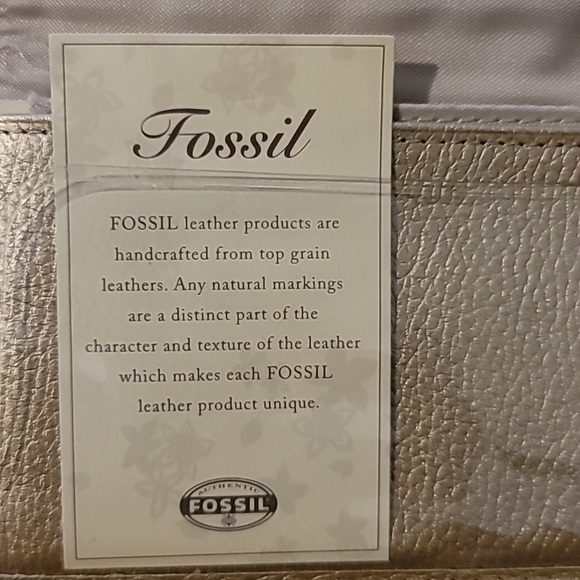 Fossil
FOSSIL leather products are
handcrafted from top grain
leathers. Any natural markings
are a distinct part of the
character and texture of the leather
which makes each FOSSIL
leather product unique.
AUTHENTIC
FOSSIL